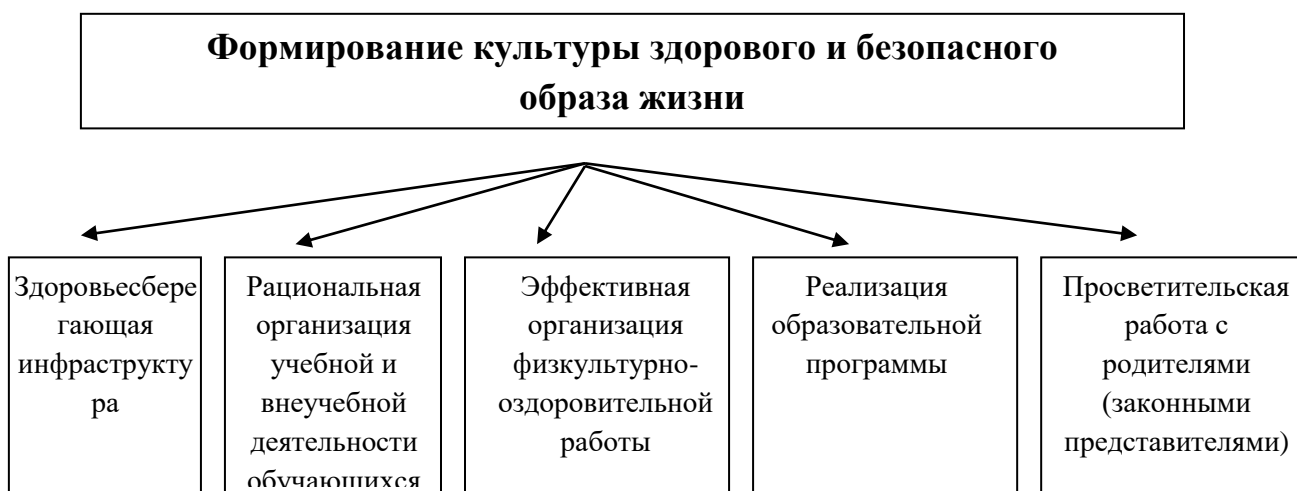 Формирование культуры здорового и безопасного
образа жизни
Здоровьесбере
гающая
инфраструкту
ра
Рациональная
организация
учебной и
внеучебной
деятельности
обучающихся
Эффективная
организация
физкультурно-
оздоровительной
работы
Реализация
образовательной
программы
Просветительская
работа с
родителями
(законными
представителями)